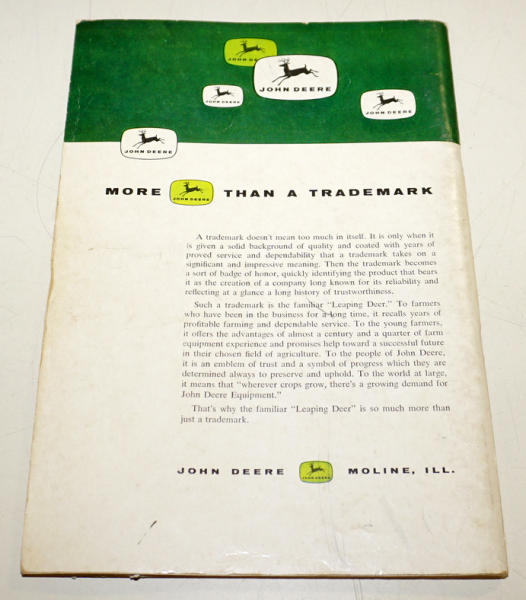 JOHN DEERE
JOHN DEERE
JOHN DEERE
JOHN DEERE
JOHN DEERE
MORE JOHN DEERE THAN A TRADEMARK
A trademark doesn't mean too much in itself. It is only when it
is given a solid background of quality and coated with years of
proved service and dependability that a trademark takes on a
significant and impressive meaning. Then the trademark becomes
a sort of badge of honor, quickly identifying the product that bears
it as the creation of a company long known for its reliability and
reflecting at a glance a long history of trustworthiness.
Such a trademark is the familiar "Leaping Deer." To farmers
who have been in the business for a long time, it recalls years of
profitable farming and dependable service. To the young farmers,
it offers the advantages of almost a century and a quarter of farm
equipment experience and promises help toward a successful future
in their chosen field of agriculture. To the people of John Deere,
it is an emblem of trust and a symbol of progress which they are
determined always to preserve and uphold. To the world at large,
it means that "wherever crops grow, there's a growing demand for
John Deere Equipment."
That's why the familiar "Leaping Deer" is so much more than
just a trademark.
JOHN DEERE JOHN DEERE MOLINE, ILL.